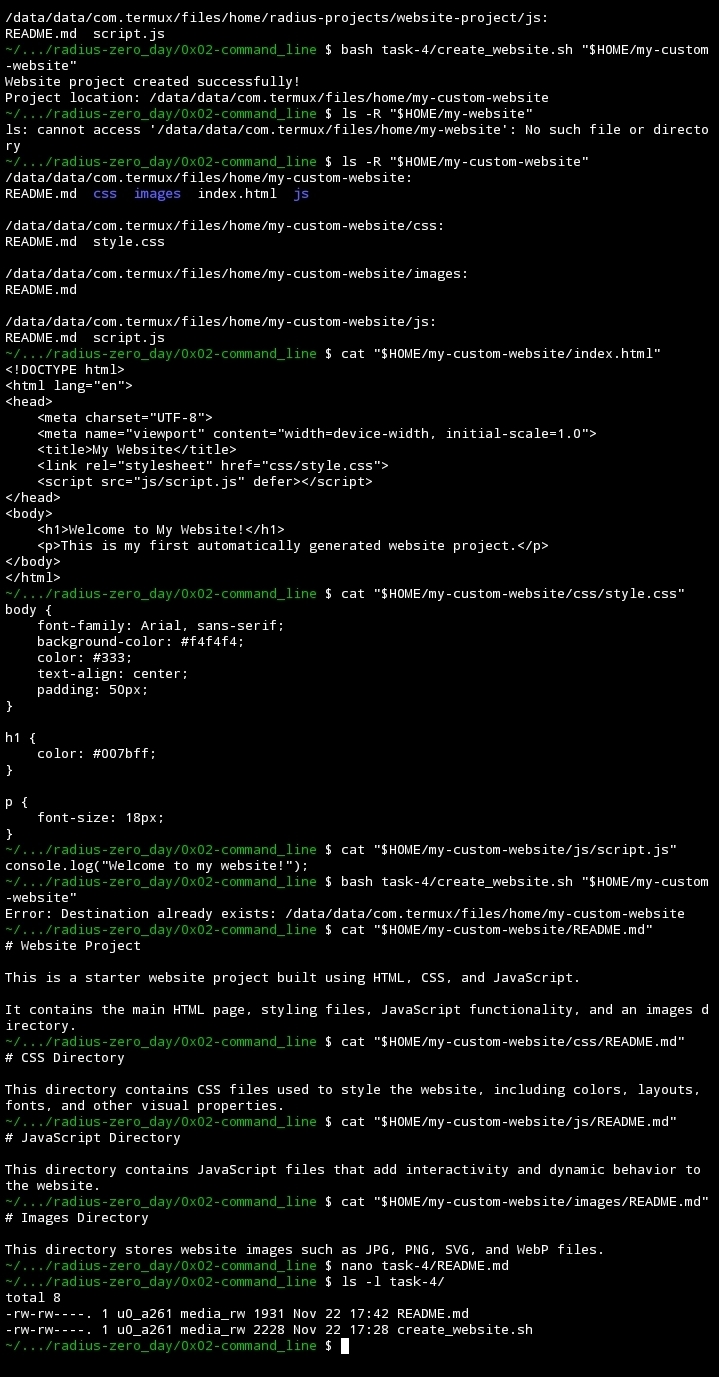 /data/data/com.termux/files/home/radius-projects/website-project/js:
README.md  script.js
~/.../radius-zero_day/0x02-command_line $ bash task-4/create_website.sh "$HOME/my-custom
-website"
Website project created successfully!
Project location: /data/data/com.termux/files/home/my-custom-website
~/.../radius-zero_day/0x02-command_line $ ls -R "$HOME/my-website"
ls: cannot access '/data/data/com.termux/files/home/my-website': No such file or directo
ry
~/.../radius-zero_day/0x02-command_line $ ls -R "$HOME/my-custom-website"
/data/data/com.termux/files/home/my-custom-website:
README.md  css  images  index.html  js

/data/data/com.termux/files/home/my-custom-website/css:
README.md  style.css

/data/data/com.termux/files/home/my-custom-website/images:
README.md

/data/data/com.termux/files/home/my-custom-website/js:
README.md  script.js
~/.../radius-zero_day/0x02-command_line $ cat "$HOME/my-custom-website/index.html"
<!DOCTYPE html>
<html lang="en">
<head>
    <meta charset="UTF-8">
    <meta name="viewport" content="width=device-width, initial-scale=1.0">
    <title>My Website</title>
    <link rel="stylesheet" href="css/style.css">
    <script src="js/script.js" defer></script>
</head>
<body>
    <h1>Welcome to My Website!</h1>
    <p>This is my first automatically generated website project.</p>
</body>
</html>
~/.../radius-zero_day/0x02-command_line $ cat "$HOME/my-custom-website/css/style.css"
body {
    font-family: Arial, sans-serif;
    background-color: #f4f4f4;
    color: #333;
    text-align: center;
    padding: 50px;
}

h1 {
    color: #007bff;
}

p {
    font-size: 18px;
}
~/.../radius-zero_day/0x02-command_line $ cat "$HOME/my-custom-website/js/script.js"
console.log("Welcome to my website!");
~/.../radius-zero_day/0x02-command_line $ bash task-4/create_website.sh "$HOME/my-custom
-website"
Error: Destination already exists: /data/data/com.termux/files/home/my-custom-website
~/.../radius-zero_day/0x02-command_line $ cat "$HOME/my-custom-website/README.md"
# Website Project

This is a starter website project built using HTML, CSS, and JavaScript.

It contains the main HTML page, styling files, JavaScript functionality, and an images d
irectory.
~/.../radius-zero_day/0x02-command_line $ cat "$HOME/my-custom-website/css/README.md"
# CSS Directory

This directory contains CSS files used to style the website, including colors, layouts,
fonts, and other visual properties.
~/.../radius-zero_day/0x02-command_line $ cat "$HOME/my-custom-website/js/README.md"
# JavaScript Directory

This directory contains JavaScript files that add interactivity and dynamic behavior to
the website.
~/.../radius-zero_day/0x02-command_line $ cat "$HOME/my-custom-website/images/README.md"
# Images Directory

This directory stores website images such as JPG, PNG, SVG, and WebP files.
~/.../radius-zero_day/0x02-command_line $ nano task-4/README.md
~/.../radius-zero_day/0x02-command_line $ ls -l task-4/
total 8
-rw-rw----. 1 u0_a261 media_rw 1931 Nov 22 17:42 README.md
-rw-rw----. 1 u0_a261 media_rw 2228 Nov 22 17:28 create_website.sh
~/.../radius-zero_day/0x02-command_line $